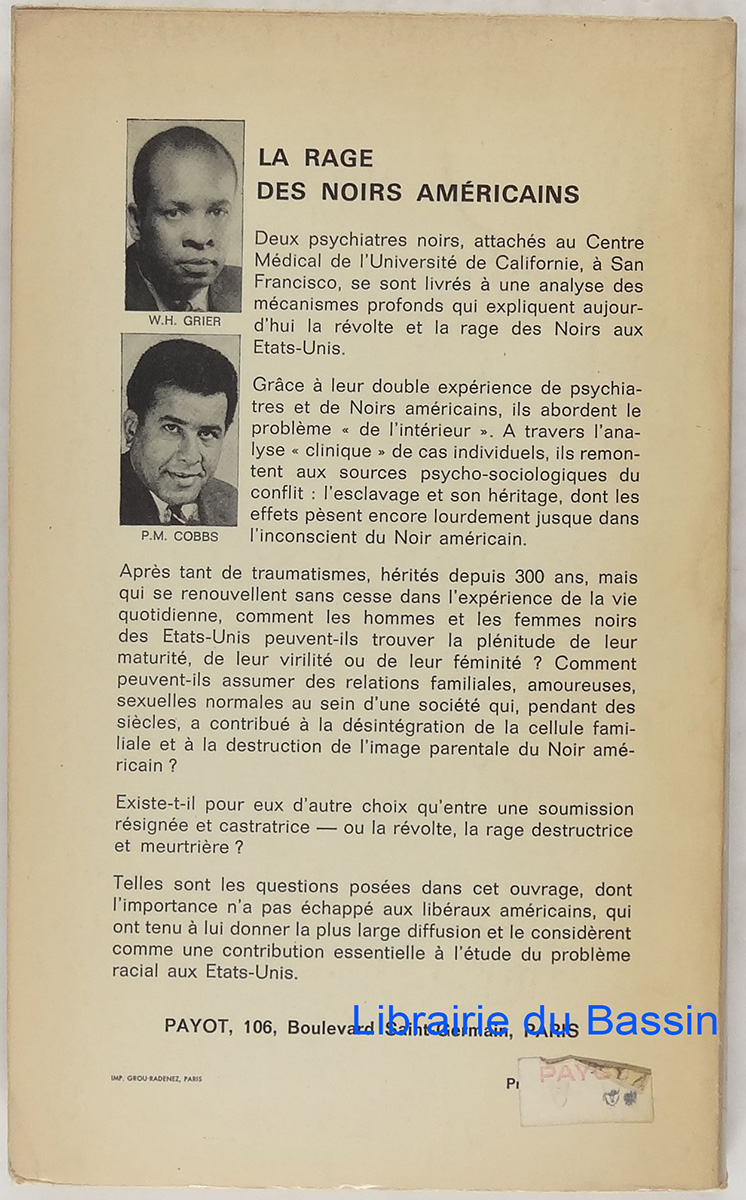 LA RAGE
DES NOIRS AMÉRICAINS
Deux psychiatres noirs, attachés au Centre
Médical de l'Université de Californie, à San
Francisco, se sont livrés à une analyse des
mécanismes profonds qui expliquent aujour-
d'hui la révolte et la rage des Noirs aux
Etats-Unis.
W.H. GRIER
Grâce à leur double expérience de psychia-
tres et de Noirs américains, ils abordent le
problème « de l'intérieur ». A travers l'ana-
lyse « clinique » de cas individuels, ils remon-
tent aux sources psycho-sociologiques du
conflit : l'esclavage et son héritage, dont les
effets pèsent encore lourdement jusque dans
l'inconscient du Noir américain.
P.M. COBBS
Après tant de traumatismes, hérités depuis 300 ans, mais
qui se renouvellent sans cesse dans l'expérience de la vie
quotidienne, comment les hommes et les femmes noirs
des Etats-Unis peuvent-ils trouver la plénitude de leur
maturité, de leur virilité ou de leur féminité ? Comment
peuvent-ils assumer des relations familiales, amoureuses,
sexuelles normales au sein d'une société qui, pendant des
siècles, a contribué à la désintégration de la cellule fami-
liale et à la destruction de l'image parentale du Noir amé-
ricain ?
Existe-t-il pour eux d'autre choix qu'entre une soumission
résignée et castratrice — ou la révolte, la rage destructrice
et meurtrière ?
Telles sont les questions posées dans cet ouvrage, dont
l'importance n'a pas échappé aux libéraux américains, qui
ont tenu à lui donner la plus large diffusion et le considèrent
comme une contribution essentielle à l'étude du problème
racial aux Etats-Unis.
PAYOT, 106, Boulevard Saint-Germain, PARIS
Librairie du Bassin
IMP. GROU-RADENEZ, PARIS